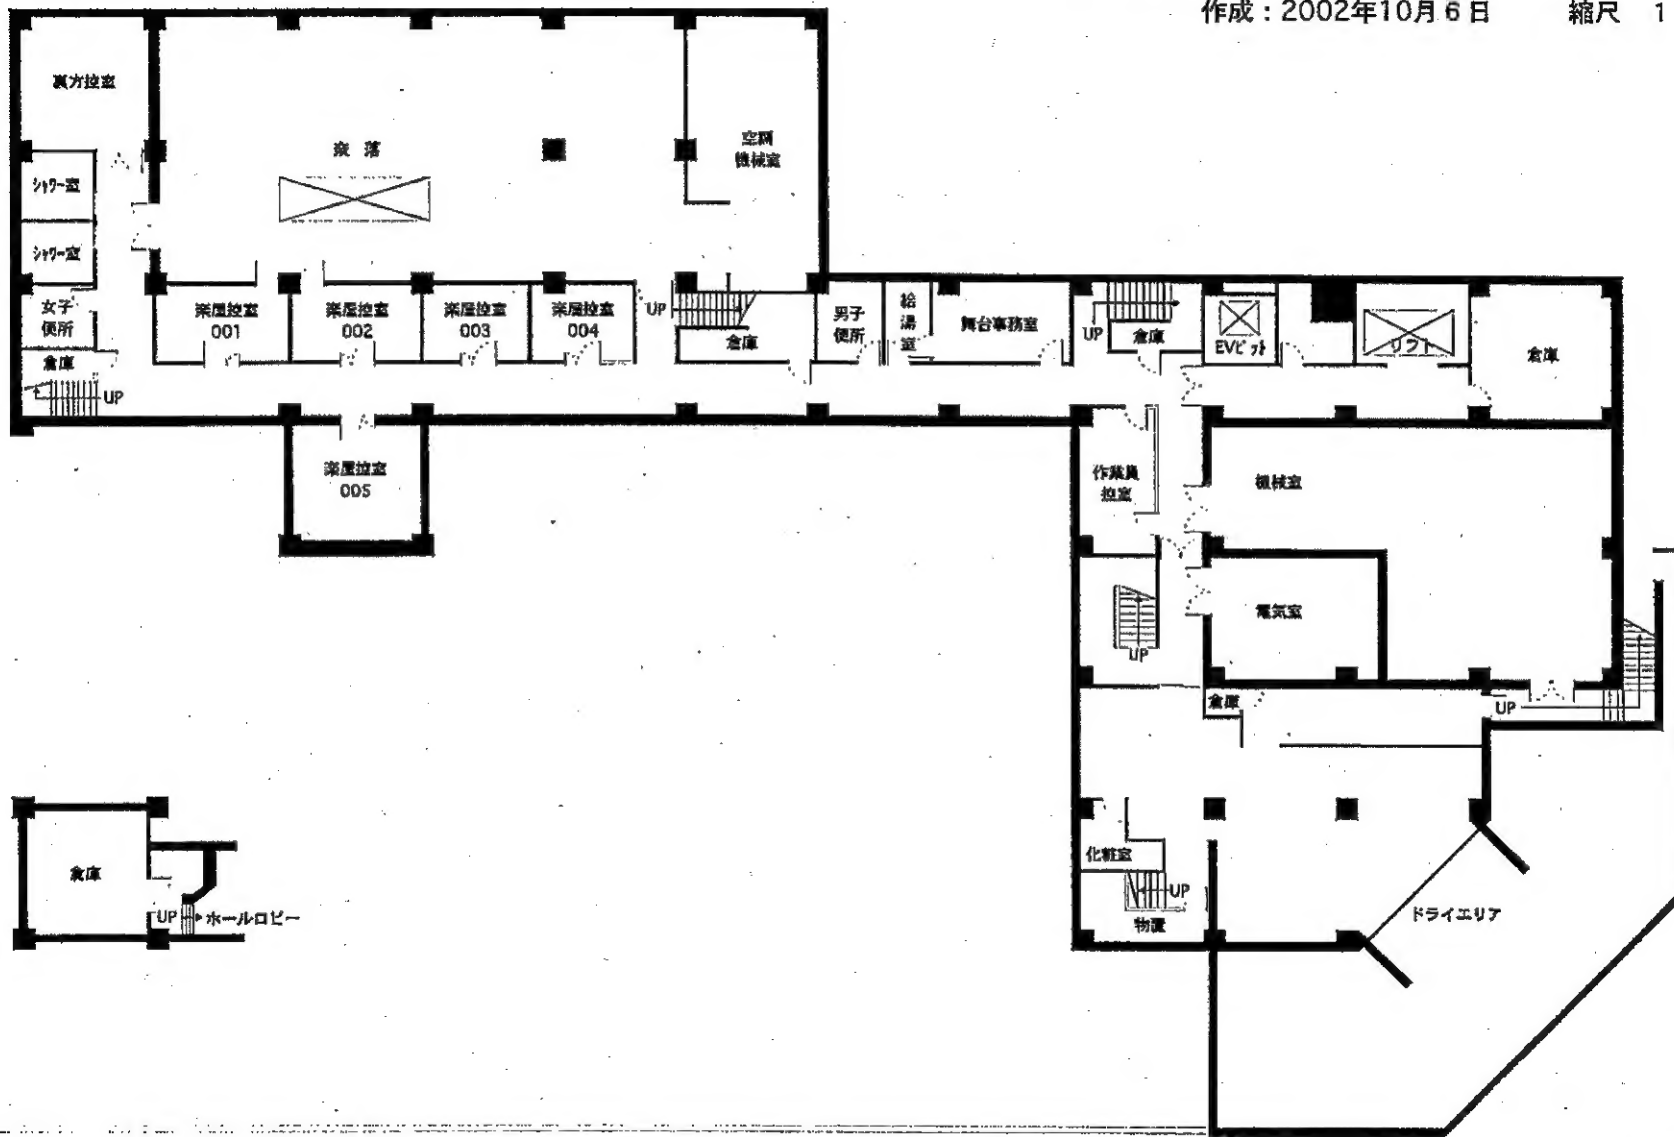 作成：2002年10月6日　縮尺　1
裏方控室
奈落
空調
機械室
シャワー室
シャワー室
女子
便所
倉庫
UP
楽屋控室
001
楽屋控室
002
楽屋控室
003
楽屋控室
004
UP
倉庫
男子
便所
給
湯
室
舞台事務室
UP
倉庫
EVピット
リフト
倉庫
楽屋控室
005
作業員
控室
機械室
電気室
UP
倉庫
UP
化粧室
UP
物置
ドライエリア
倉庫
UP
ホールロビー